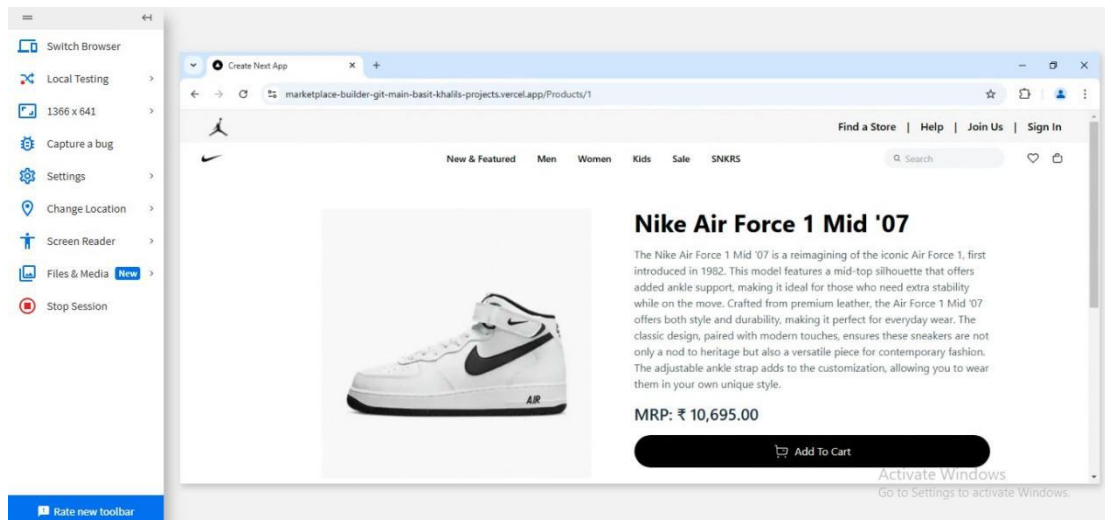 Switch Browser
Local Testing
1366 x 641
Capture a bug
Settings
Change Location
Screen Reader
Files & Media New
Stop Session
Rate new toolbar
Create Next App
marketplace-builder-git-main-basit-khalils-projects.vercel.app/Products/1
Find a Store | Help | Join Us | Sign In
New & Featured Men Women Kids Sale SNKRS Search
Nike Air Force 1 Mid '07
The Nike Air Force 1 Mid '07 is a reimagining of the iconic Air Force 1, first
introduced in 1982. This model features a mid-top silhouette that offers
added ankle support, making it ideal for those who need extra stability
while on the move. Crafted from premium leather, the Air Force 1 Mid '07
offers both style and durability, making it perfect for everyday wear. The
classic design, paired with modern touches, ensures these sneakers are not
only a nod to heritage but also a versatile piece for contemporary fashion.
The adjustable ankle strap adds to the customization, allowing you to wear
them in your own unique style.
MRP: ₹ 10,695.00
Add To Cart
AIR
Activate Windows
Go to Settings to activate Windows.